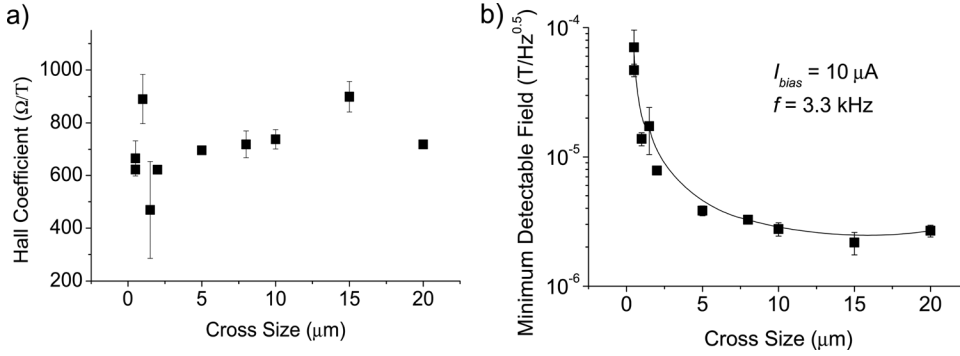 a)
1000
800
600
400
200
Hall Coefficient (Ω/T)
0 5 10 15 20
Cross Size (μm)
b)
10⁻⁴
10⁻⁵
10⁻⁶
Minimum Detectable Field (T/Hz⁰·⁵)
I_bias = 10 μA
f = 3.3 kHz
0 5 10 15 20
Cross Size (μm)